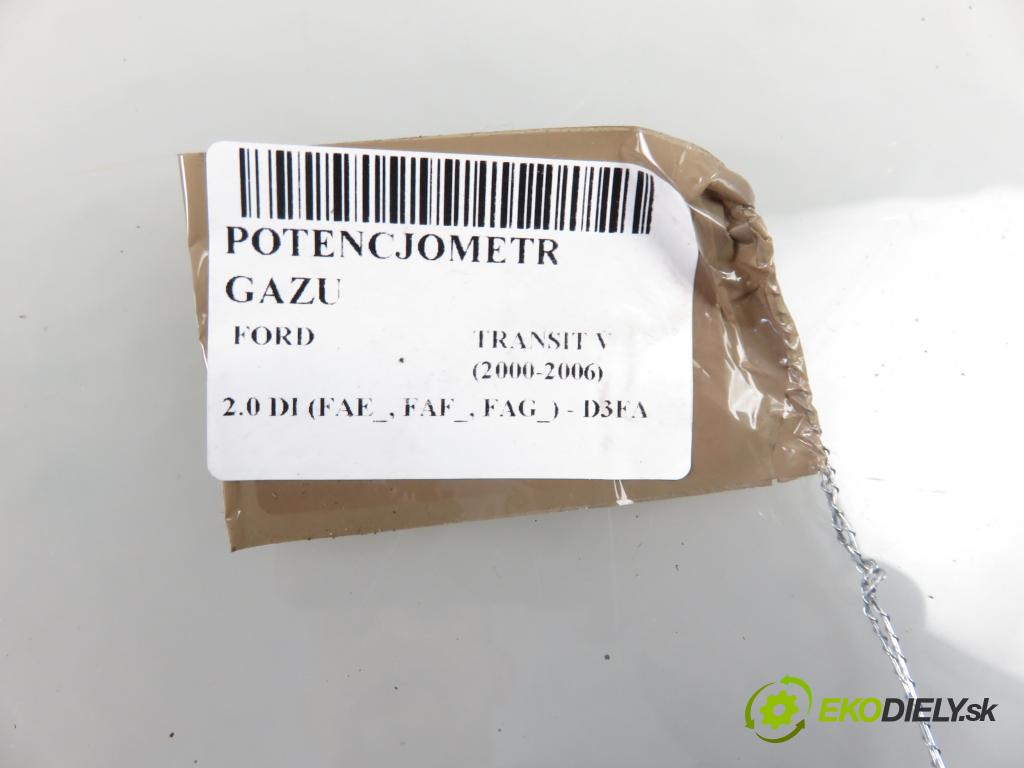 POTENCJOMETR
GAZU
FORD TRANSIT V
(2000-2006)
2.0 DI (FAE_, FAF_, FAG_) - D3FA
EKODIELY.sk